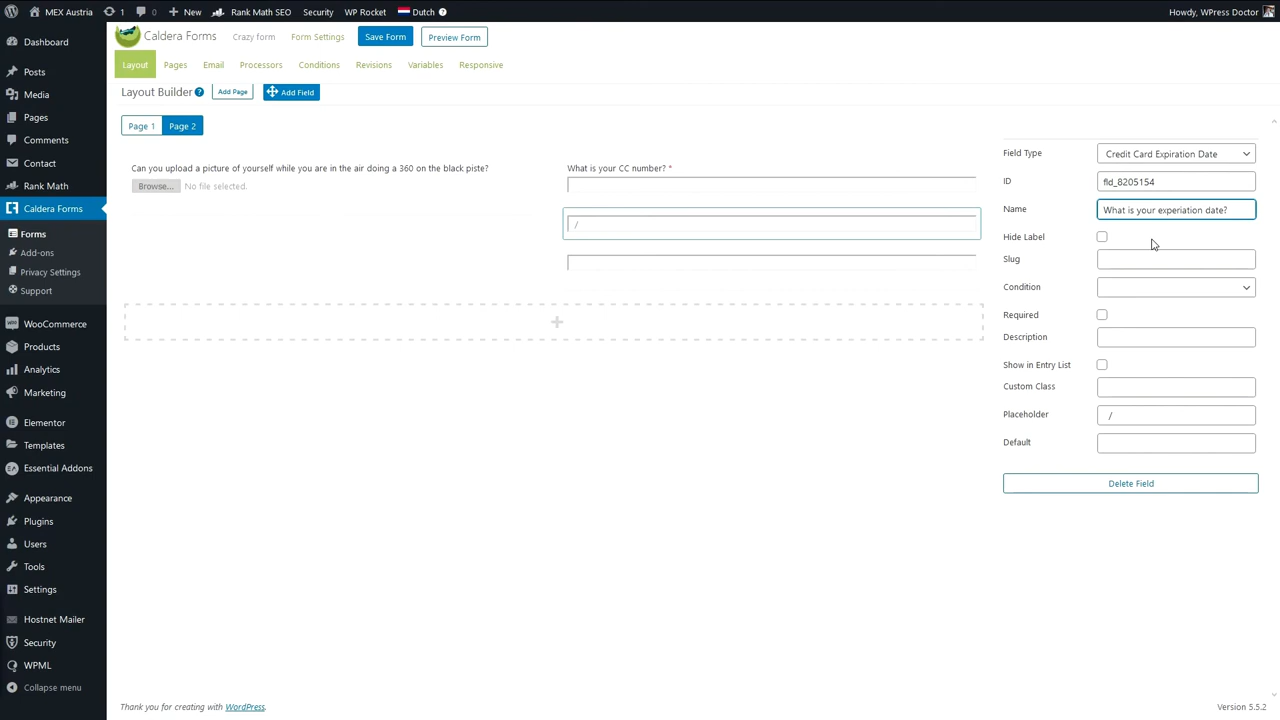 MEX Austria 1 0 New Rank Math SEO Security WP Rocket Dutch ? Howdy, WPress Doctor
Caldera Forms Crazy form Form Settings Save Form Preview Form
Layout Pages Email Processors Conditions Revisions Variables Responsive
Layout Builder ? Add Page Add Field
Page 1 Page 2
Can you upload a picture of yourself while you are in the air doing a 360 on the black piste?
Browse... No file selected.
What is your CC number? *
/
+
Field Type Credit Card Expiration Date
ID fld_8205154
Name What is your experiation date?
Hide Label
Slug
Condition
Required
Description
Show in Entry List
Custom Class
Placeholder /
Default
Delete Field
Dashboard
Posts
Media
Pages
Comments
Contact
Rank Math
Caldera Forms
Forms
Add-ons
Privacy Settings
Support
WooCommerce
Products
Analytics
Marketing
Elementor
Templates
Essential Addons
Appearance
Plugins
Users
Tools
Settings
Hostnet Mailer
Security
WPML
Collapse menu
Thank you for creating with WordPress.
Version 5.5.2